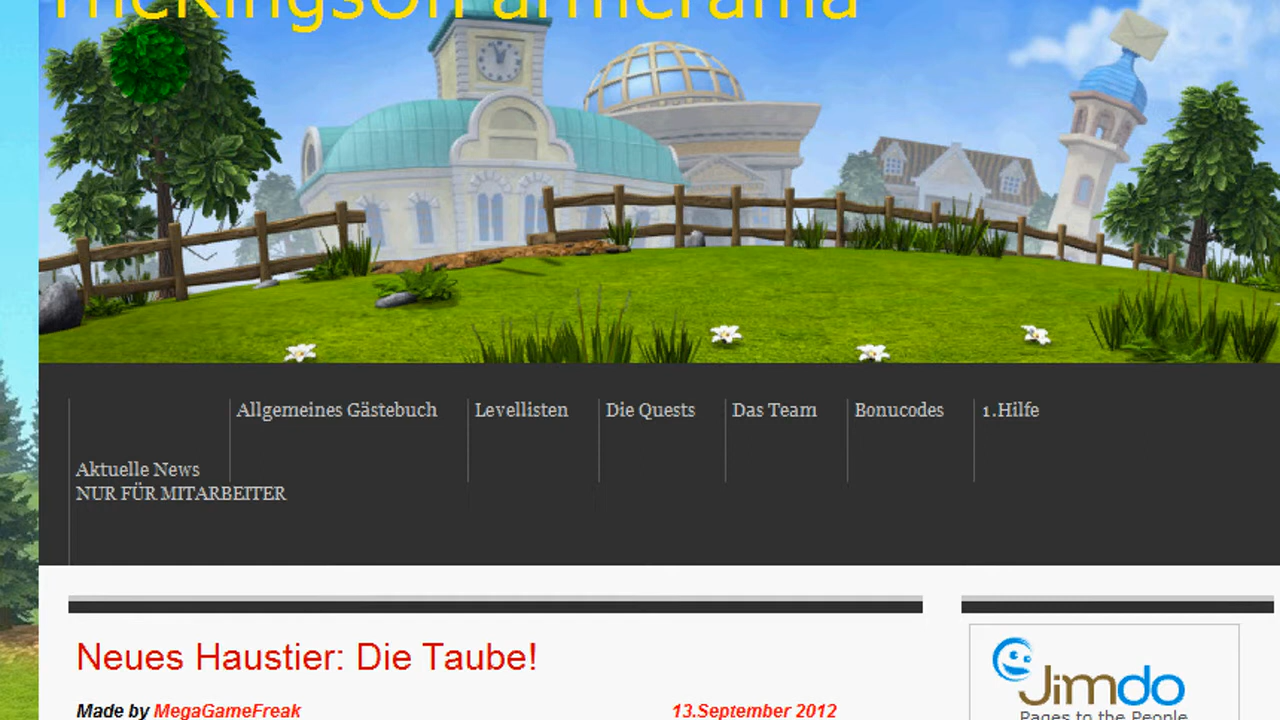 TheKingsOfFarmerama
Allgemeines Gästebuch
Levellisten
Die Quests
Das Team
Bonucodes
1.Hilfe
Aktuelle News
NUR FÜR MITARBEITER
Neues Haustier: Die Taube!
Made by MegaGameFreak
13.September 2012
Jimdo
Pages to the People